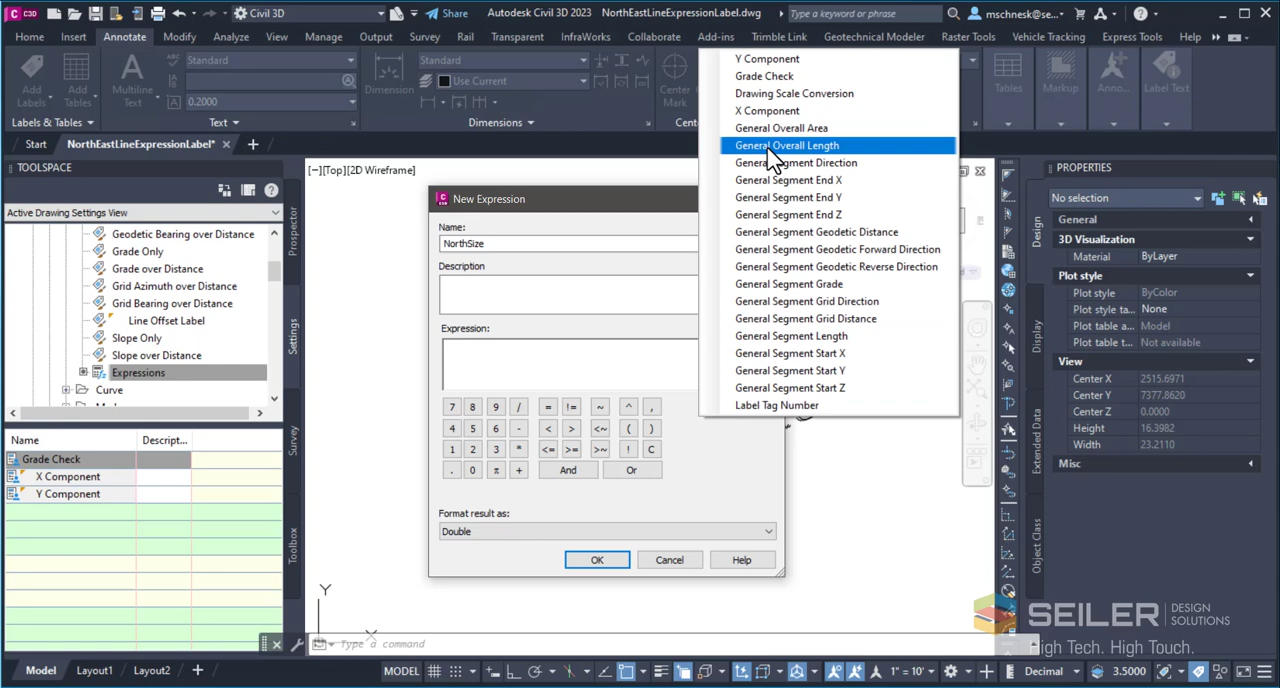 C3D
Civil 3D
Share
Autodesk Civil 3D 2023
NorthEastLineExpressionLabel.dwg
Type a keyword or phrase
mschnesk@se...
Home
Insert
Annotate
Modify
Analyze
View
Manage
Output
Survey
Rail
Transparent
InfraWorks
Collaborate
Add-ins
Trimble Link
Geotechnical Modeler
Raster Tools
Vehicle Tracking
Express Tools
Help
Add
Labels
Add
Tables
Multiline
Text
Standard
0.2000
Dimension
Standard
Use Current
Center
Mark
Tables
Markup
Anno...
Label Text
Labels & Tables
Text
Dimensions
Start
NorthEastLineExpressionLabel*
TOOLSPACE
Active Drawing Settings View
Geodetic Bearing over Distance
Grade Only
Grade over Distance
Grid Azimuth over Distance
Grid Bearing over Distance
Line Offset Label
Slope Only
Slope over Distance
Expressions
Curve
Name
Descript...
Grade Check
X Component
Y Component
Prospector
Settings
Survey
Toolbox
[−][Top][2D Wireframe]
New Expression
Name:
NorthSize
Description
Expression:
7 8 9 / = != ~ ^ ,
4 5 6 - < > <~ ( )
1 2 3 * <= >= >~ ! C
. 0 π + And Or
Format result as:
Double
OK
Cancel
Help
Y Component
Grade Check
Drawing Scale Conversion
X Component
General Overall Area
General Overall Length
General Segment Direction
General Segment End X
General Segment End Y
General Segment End Z
General Segment Geodetic Distance
General Segment Geodetic Forward Direction
General Segment Geodetic Reverse Direction
General Segment Grade
General Segment Grid Direction
General Segment Grid Distance
General Segment Length
General Segment Start X
General Segment Start Y
General Segment Start Z
Label Tag Number
PROPERTIES
No selection
General
3D Visualization
Material ByLayer
Plot style
Plot style ByColor
Plot style ta... None
Plot table a... Model
Plot table t... Not available
View
Center X 2515.6971
Center Y 7377.8620
Center Z 0.0000
Height 16.3982
Width 23.2110
Misc
Design
Display
Extended Data
Object Class
Y
X
Type a command
SEILER DESIGN SOLUTIONS
High Tech. High Touch.
Model
Layout1
Layout2
MODEL
1" = 10'
Decimal
3.5000